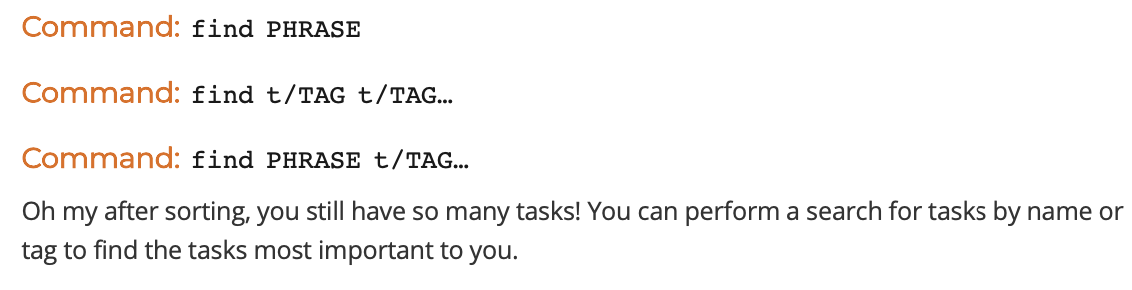 Command: find PHRASE
Command: find t/TAG t/TAG…
Command: find PHRASE t/TAG…
Oh my after sorting, you still have so many tasks! You can perform a search for tasks by name or
tag to find the tasks most important to you.